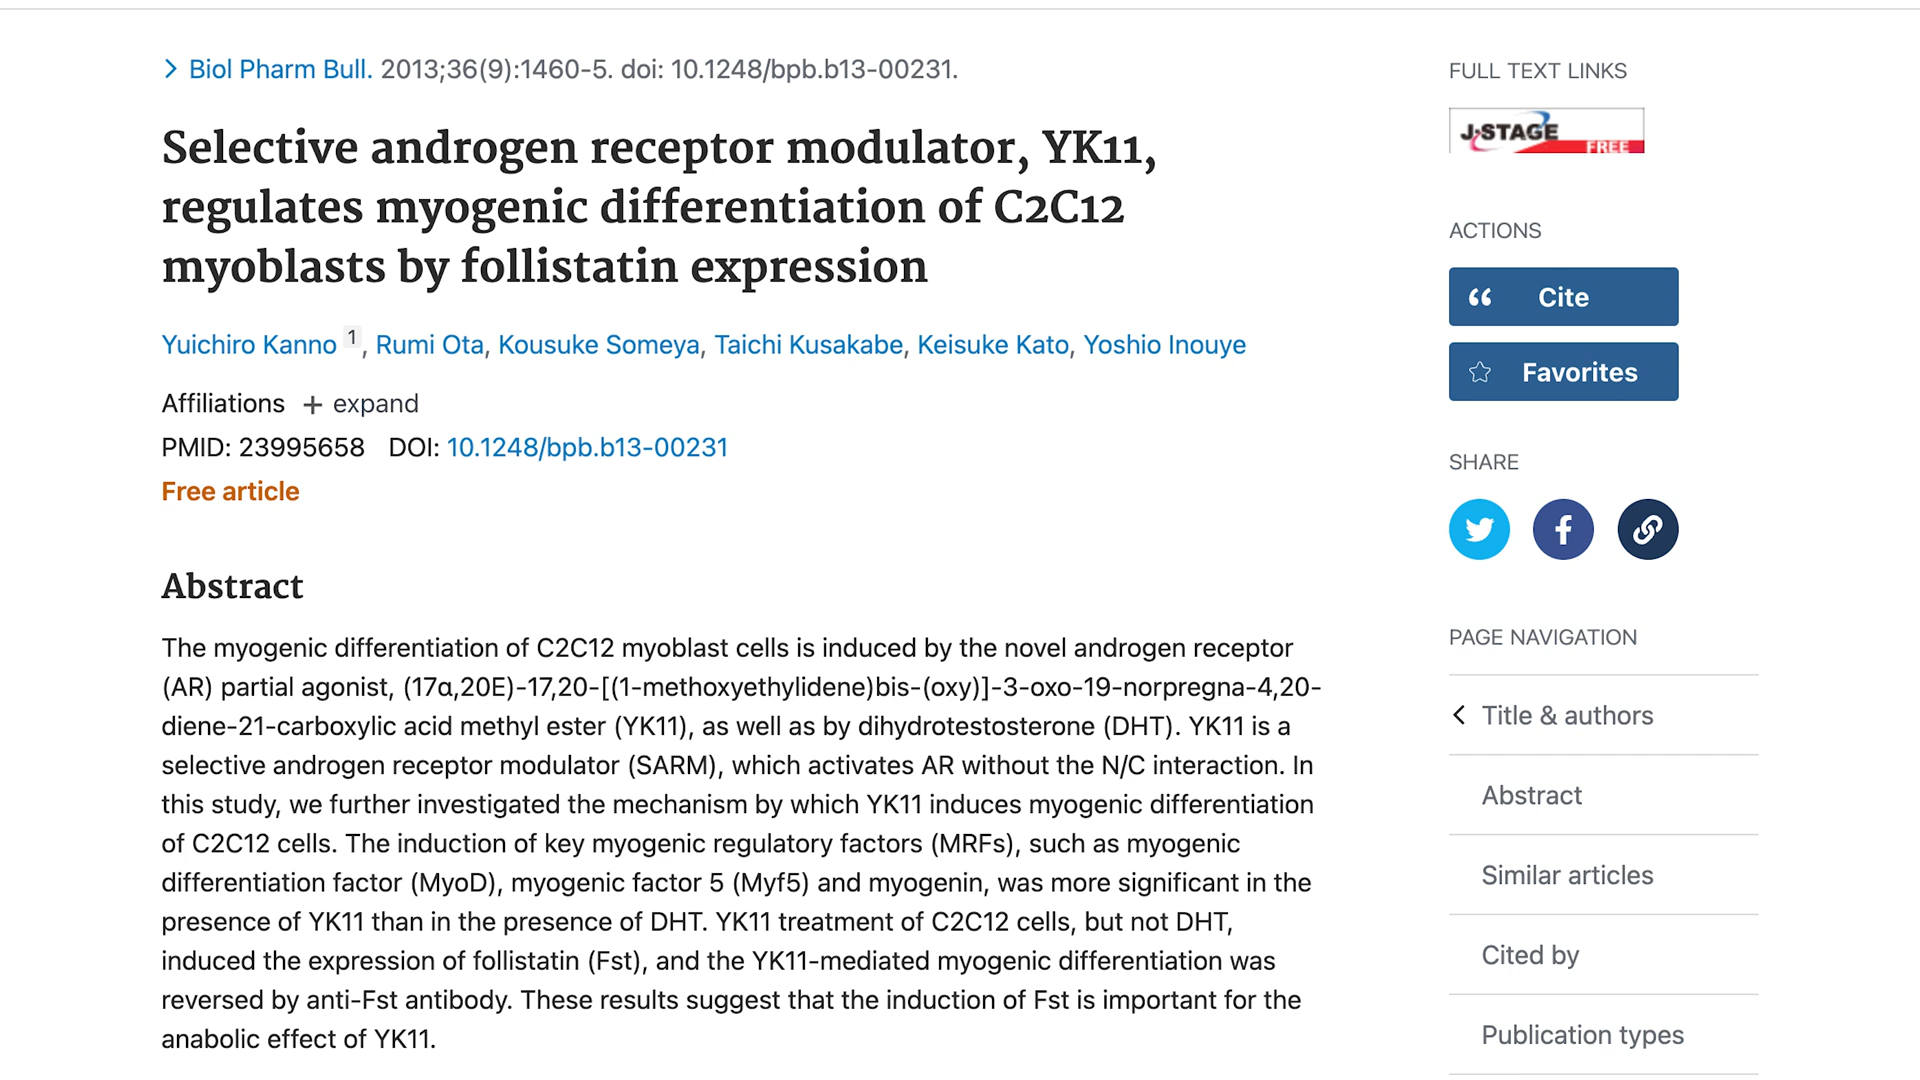 Biol Pharm Bull. 2013;36(9):1460-5. doi: 10.1248/bpb.b13-00231.
Selective androgen receptor modulator, YK11,
regulates myogenic differentiation of C2C12
myoblasts by follistatin expression
Yuichiro Kanno 1, Rumi Ota, Kousuke Someya, Taichi Kusakabe, Keisuke Kato, Yoshio Inouye
Affiliations + expand
PMID: 23995658 DOI: 10.1248/bpb.b13-00231
Free article
Abstract
The myogenic differentiation of C2C12 myoblast cells is induced by the novel androgen receptor
(AR) partial agonist, (17α,20E)-17,20-[(1-methoxyethylidene)bis-(oxy)]-3-oxo-19-norpregna-4,20-
diene-21-carboxylic acid methyl ester (YK11), as well as by dihydrotestosterone (DHT). YK11 is a
selective androgen receptor modulator (SARM), which activates AR without the N/C interaction. In
this study, we further investigated the mechanism by which YK11 induces myogenic differentiation
of C2C12 cells. The induction of key myogenic regulatory factors (MRFs), such as myogenic
differentiation factor (MyoD), myogenic factor 5 (Myf5) and myogenin, was more significant in the
presence of YK11 than in the presence of DHT. YK11 treatment of C2C12 cells, but not DHT,
induced the expression of follistatin (Fst), and the YK11-mediated myogenic differentiation was
reversed by anti-Fst antibody. These results suggest that the induction of Fst is important for the
anabolic effect of YK11.
FULL TEXT LINKS
J-STAGE
FREE
ACTIONS
Cite
Favorites
SHARE
PAGE NAVIGATION
Title & authors
Abstract
Similar articles
Cited by
Publication types